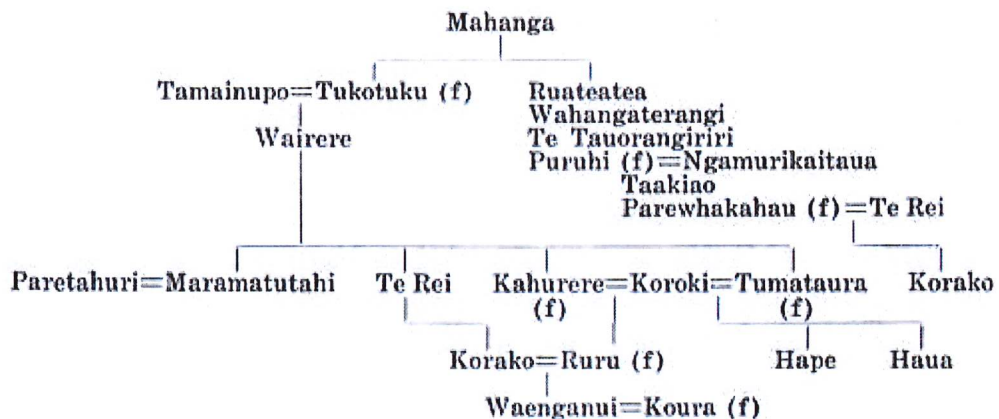 Mahanga
Tamainupo=Tukotuku (f) Ruateatea
Wahangaterangi
Wairere Te Tauorangiriri
Puruhi (f)=Ngamurikaitaua
Taakiao
Parewhakahau (f)=Te Rei
Paretahuri=Maramatutahi Te Rei Kahurere=Koroki=Tumataura Korako
(f) (f)
Korako=Ruru (f) Hape Haua
Waenganui=Koura (f)